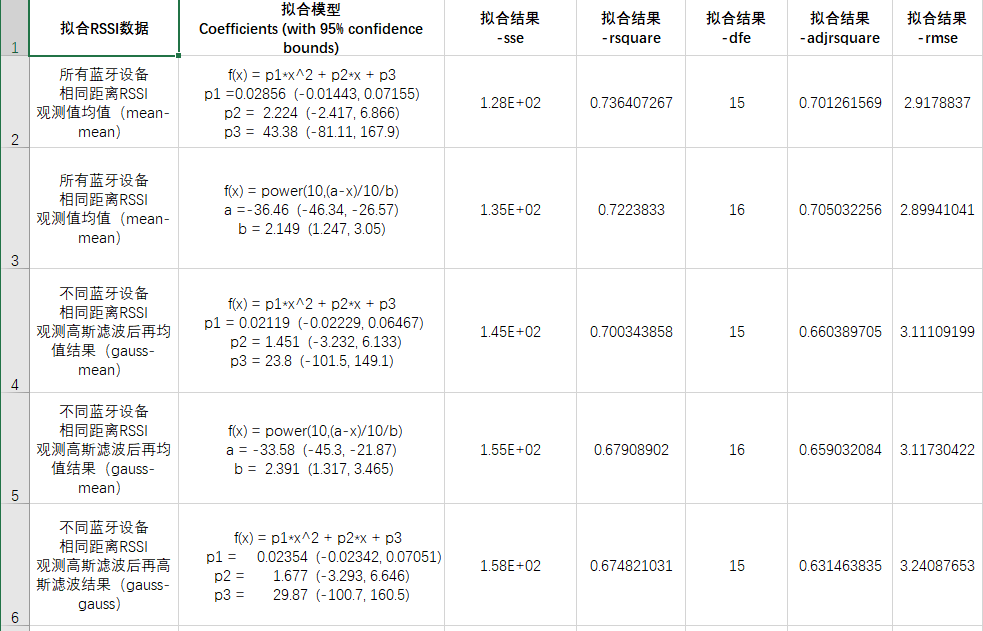 拟合RSSI数据
拟合模型
Coefficients (with 95% confidence
bounds)
拟合结果
-sse
拟合结果
-rsquare
拟合结果
-dfe
拟合结果
-adjrsquare
拟合结果
-rmse
1
所有蓝牙设备
相同距离RSSI
观测值均值（mean-
mean）
f(x) = p1*x^2 + p2*x + p3
p1 =0.02856 (-0.01443, 0.07155)
p2 = 2.224 (-2.417, 6.866)
p3 = 43.38 (-81.11, 167.9)
1.28E+02
0.736407267
15
0.701261569
2.9178837
2
所有蓝牙设备
相同距离RSSI
观测值均值（mean-
mean）
f(x) = power(10,(a-x)/10/b)
a =-36.46 (-46.34, -26.57)
b = 2.149 (1.247, 3.05)
1.35E+02
0.7223833
16
0.705032256
2.89941041
3
不同蓝牙设备
相同距离RSSI
观测高斯滤波后再均
值结果（gauss-
mean）
f(x) = p1*x^2 + p2*x + p3
p1 = 0.02119 (-0.02229, 0.06467)
p2 = 1.451 (-3.232, 6.133)
p3 = 23.8 (-101.5, 149.1)
1.45E+02
0.700343858
15
0.660389705
3.11109199
4
不同蓝牙设备
相同距离RSSI
观测高斯滤波后再均
值结果（gauss-
mean）
f(x) = power(10,(a-x)/10/b)
a = -33.58 (-45.3, -21.87)
b = 2.391 (1.317, 3.465)
1.55E+02
0.67908902
16
0.659032084
3.11730422
5
不同蓝牙设备
相同距离RSSI
观测高斯滤波后再高
斯滤波结果（gauss-
gauss）
f(x) = p1*x^2 + p2*x + p3
p1 = 0.02354 (-0.02342, 0.07051)
p2 = 1.677 (-3.293, 6.646)
p3 = 29.87 (-100.7, 160.5)
1.58E+02
0.674821031
15
0.631463835
3.24087653
6